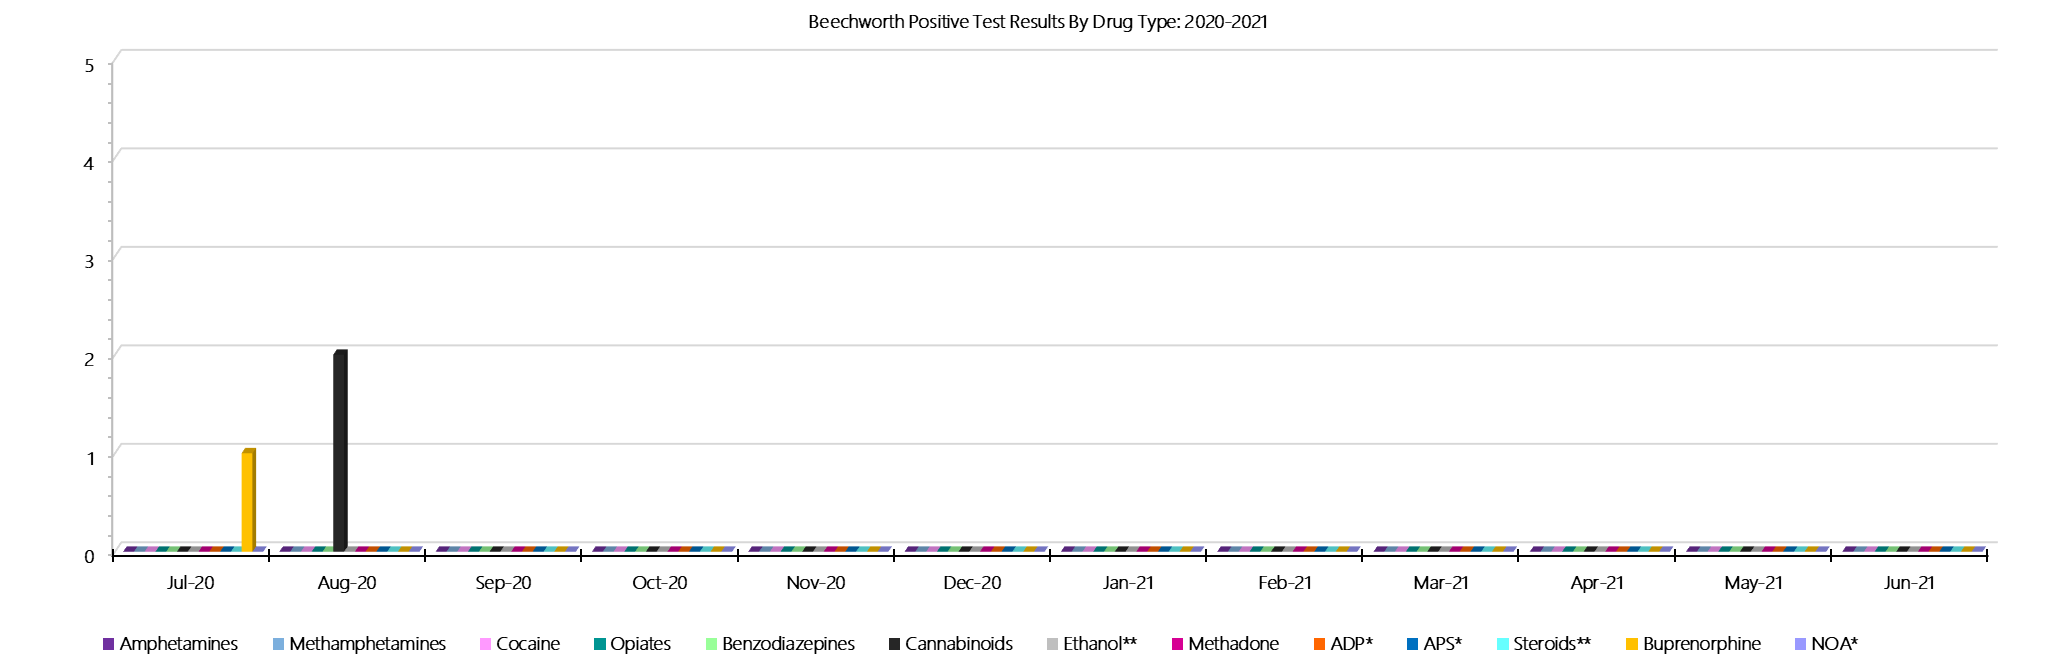 Beechworth Positive Test Results By Drug Type: 2020-2021
5
4
3
2
1
0
Jul-20 Aug-20 Sep-20 Oct-20 Nov-20 Dec-20 Jan-21 Feb-21 Mar-21 Apr-21 May-21 Jun-21
Amphetamines Methamphetamines Cocaine Opiates Benzodiazepines Cannabinoids Ethanol** Methadone ADP* APS* Steroids** Buprenorphine NOA*